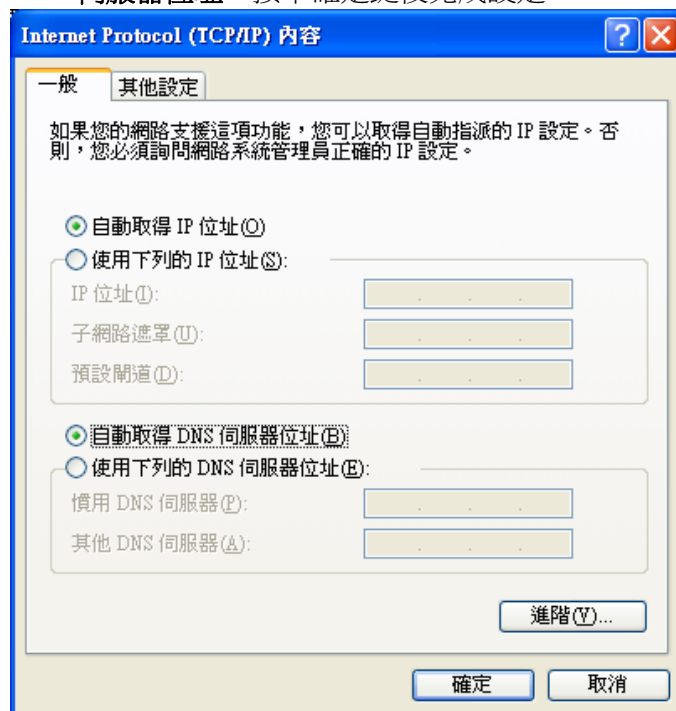 Internet Protocol (TCP/IP) 內容
一般 其他設定
如果您的網路支援這項功能，您可以取得自動指派的 IP 設定。否
則，您必須詢問網路系統管理員正確的 IP 設定。
自動取得 IP 位址(O)
使用下列的 IP 位址(S):
IP 位址(I):
子網路遮罩(U):
預設閘道(D):
自動取得 DNS 伺服器位址(B)
使用下列的 DNS 伺服器位址(E):
慣用 DNS 伺服器(P):
其他 DNS 伺服器(A):
進階(V)...
確定 取消